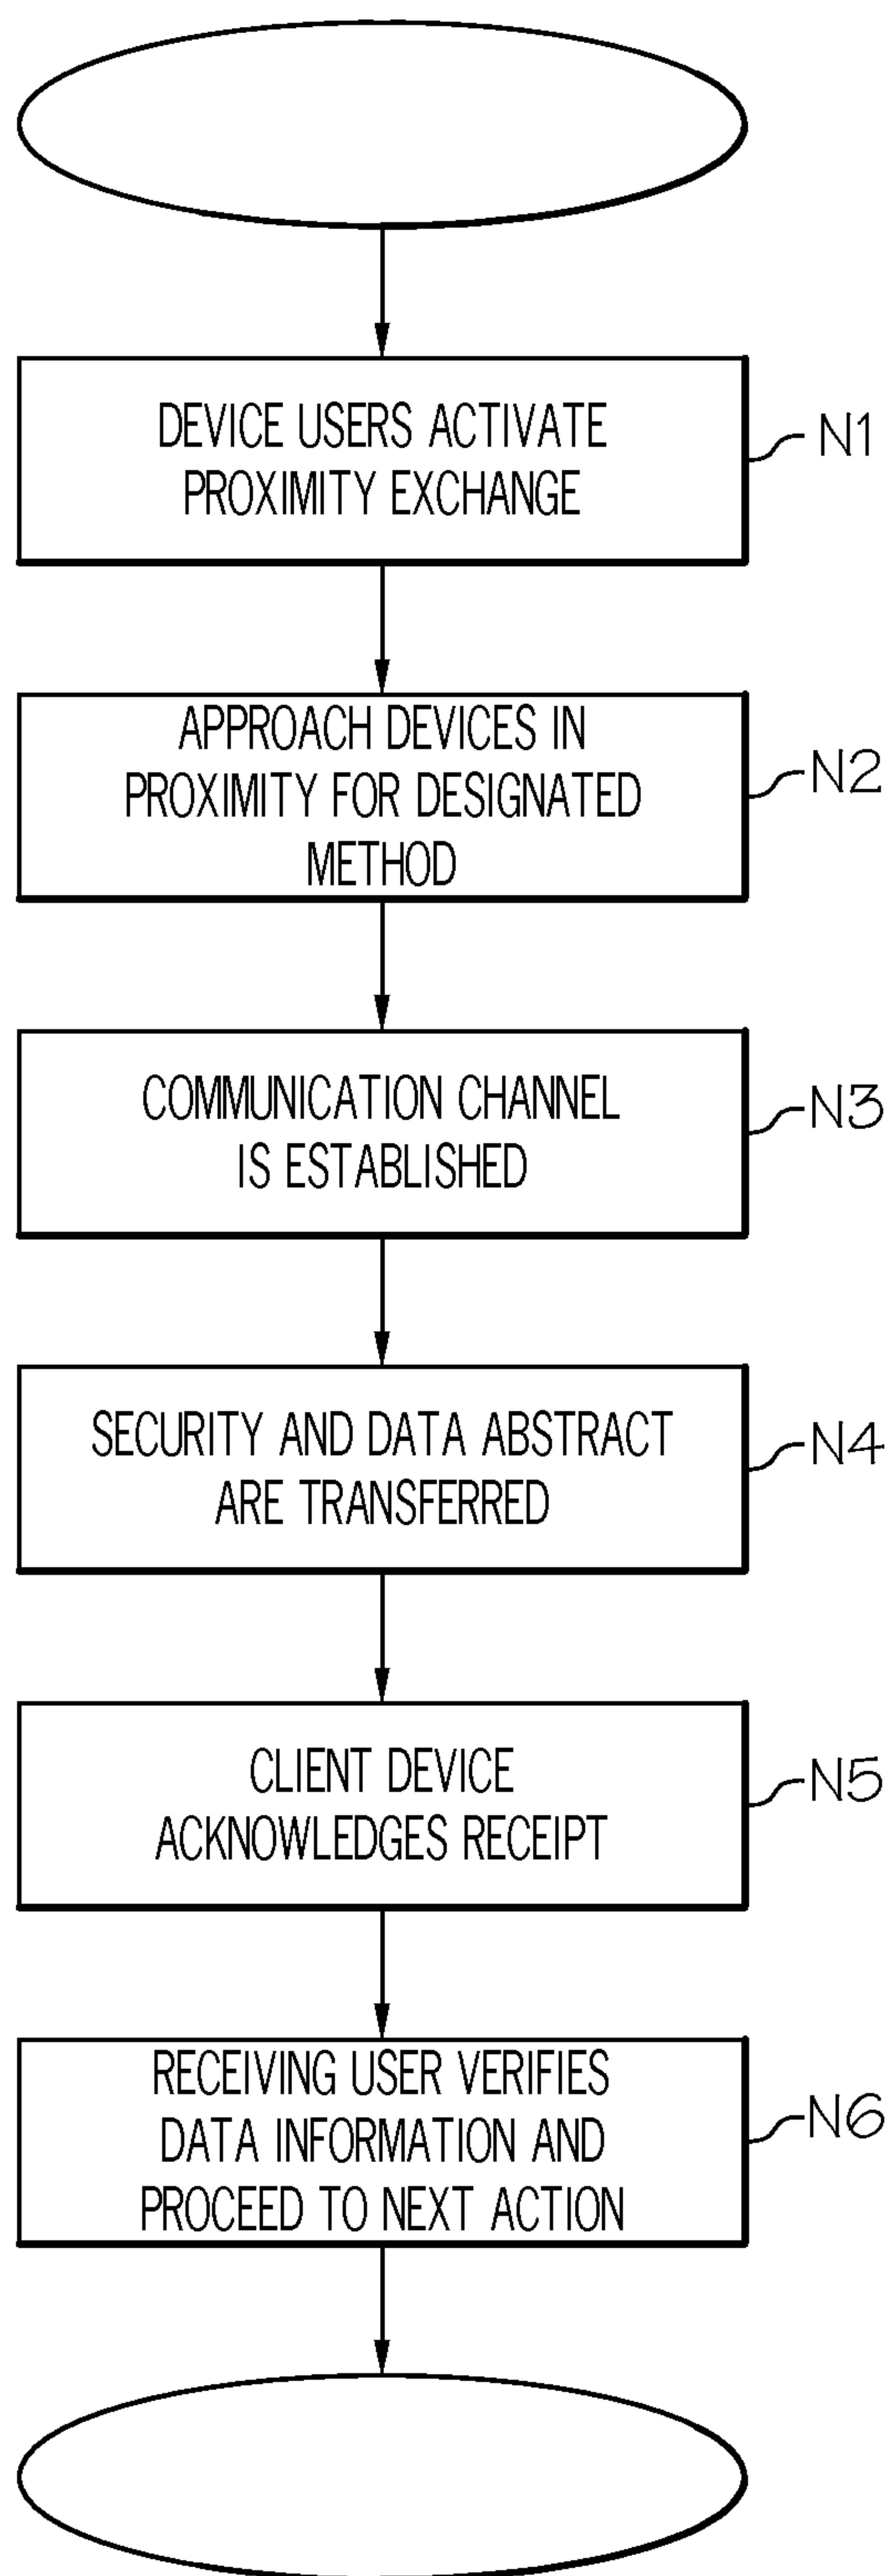 DEVICE USERS ACTIVATE
PROXIMITY EXCHANGE
N1
APPROACH DEVICES IN
PROXIMITY FOR DESIGNATED
METHOD
N2
COMMUNICATION CHANNEL
IS ESTABLISHED
N3
SECURITY AND DATA ABSTRACT
ARE TRANSFERRED
N4
CLIENT DEVICE
ACKNOWLEDGES RECEIPT
N5
RECEIVING USER VERIFIES
DATA INFORMATION AND
PROCEED TO NEXT ACTION
N6